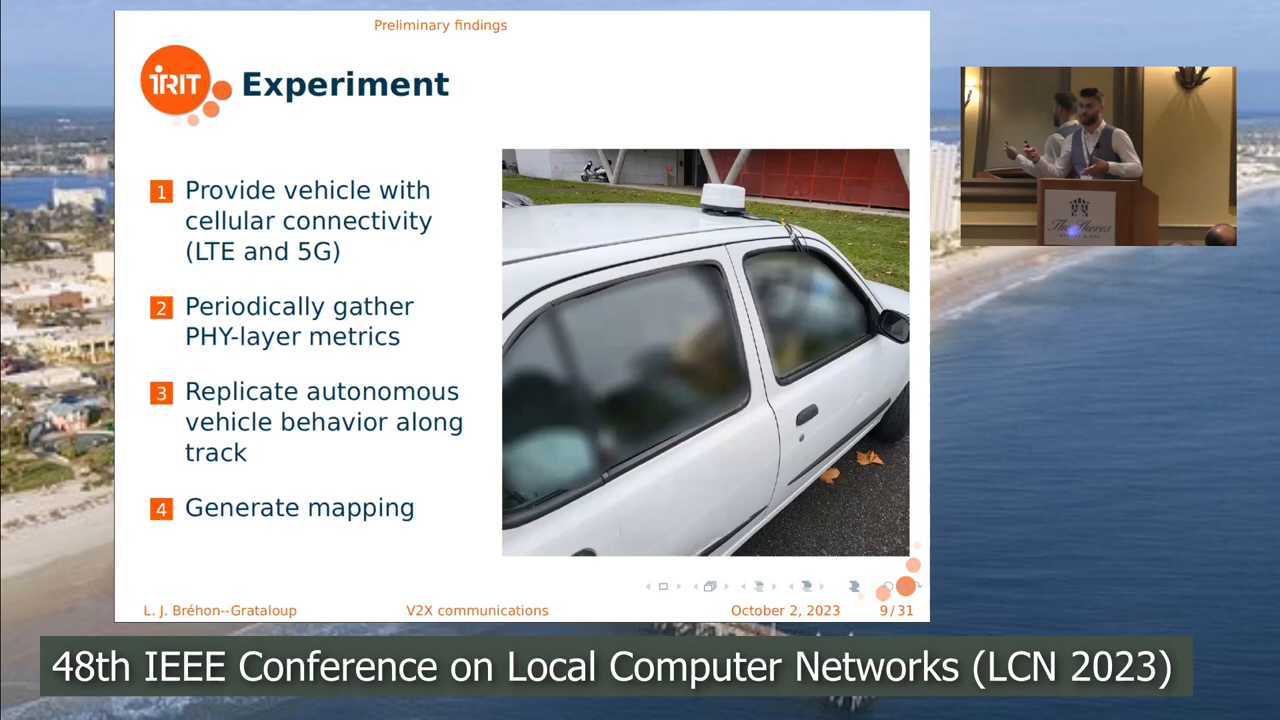 Preliminary findings
iRIT
Experiment
1 Provide vehicle with
cellular connectivity
(LTE and 5G)
2 Periodically gather
PHY-layer metrics
3 Replicate autonomous
vehicle behavior along
track
4 Generate mapping
L. J. Bréhon--Grataloup V2X communications October 2, 2023 9/31
The Shores
48th IEEE Conference on Local Computer Networks (LCN 2023)